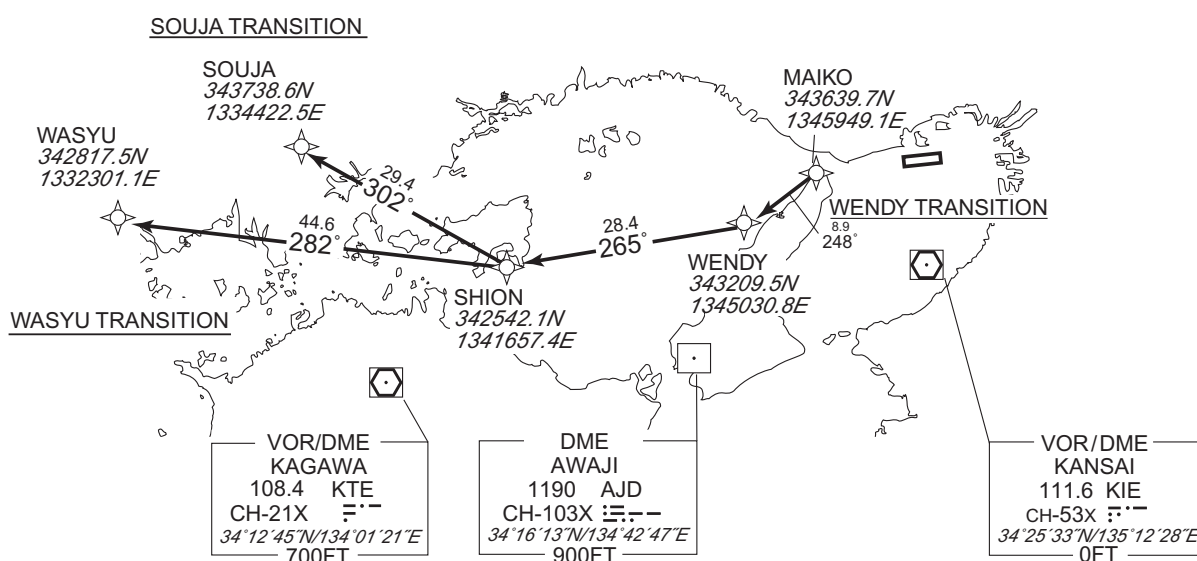 SOUJA TRANSITION
SOUJA
343738.6N
1334422.5E
MAIKO
343639.7N
1345949.1E
WASYU
342817.5N
1332301.1E
29.4
302°
44.6
282°
28.4
265°
WENDY TRANSITION
8.9
248°
WENDY
343209.5N
1345030.8E
SHION
342542.1N
1341657.4E
WASYU TRANSITION
VOR/DME
KAGAWA
108.4 KTE
CH-21X
34°12´45˝N/134°01´21˝E
700FT
DME
AWAJI
1190 AJD
CH-103X
34°16´13˝N/134°42´47˝E
900FT
VOR/DME
KANSAI
111.6 KIE
CH-53X
34°25´33˝N/135°12´28˝E
0FT